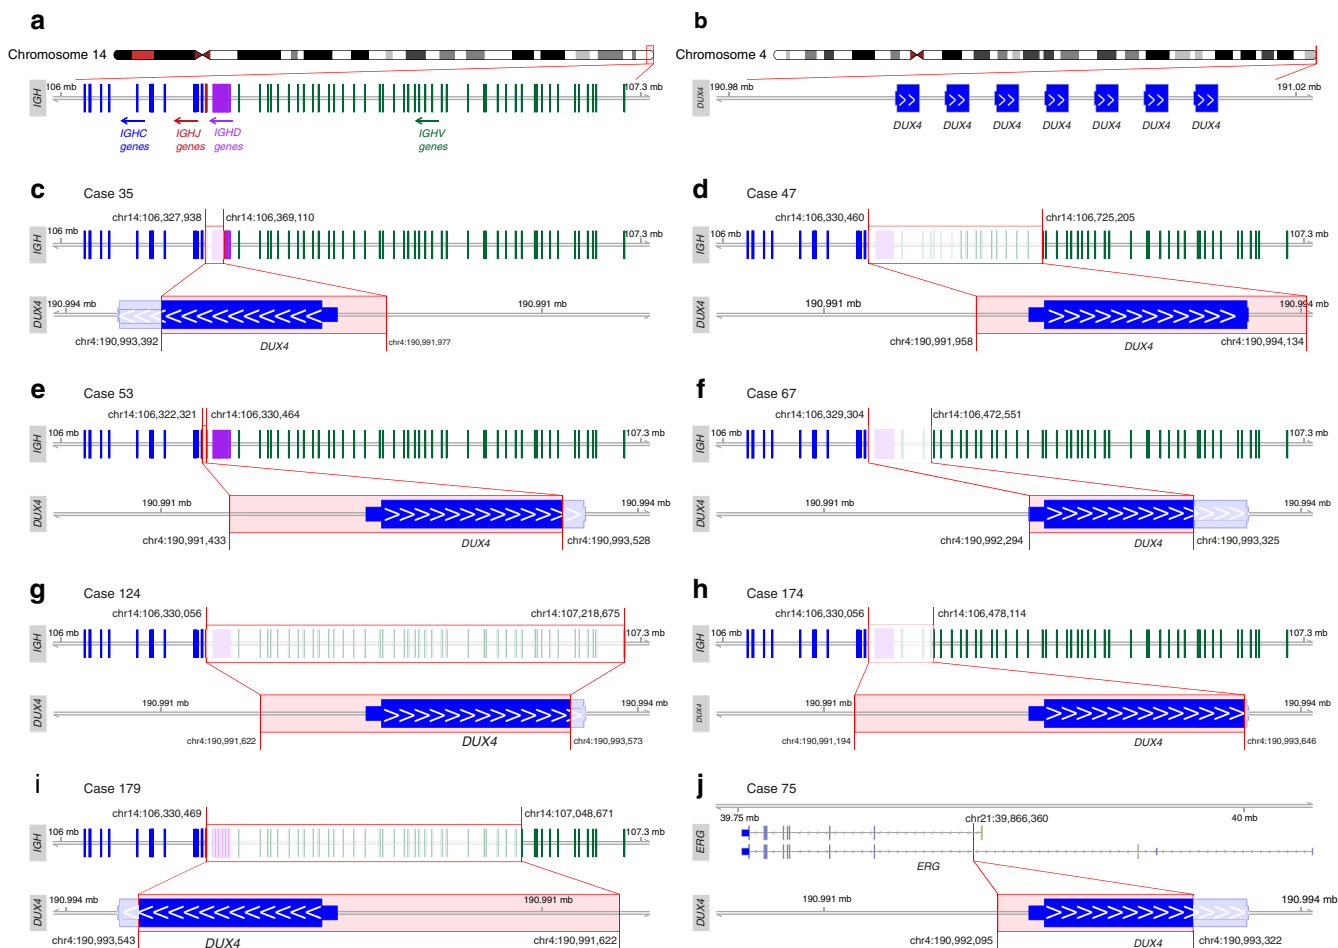 a
Chromosome 14
IGH
106 mb
107.3 mb
IGHC genes
IGHJ genes
IGHD genes
IGHV genes
b
Chromosome 4
DUX4
190.98 mb
191.02 mb
DUX4 DUX4 DUX4 DUX4 DUX4 DUX4 DUX4
c
Case 35
chr14:106,327,938
chr14:106,369,110
IGH
106 mb
107.3 mb
DUX4
190.994 mb
190.991 mb
chr4:190,993,392
DUX4
chr4:190,991,977
d
Case 47
chr14:106,330,460
chr14:106,725,205
IGH
106 mb
107.3 mb
DUX4
190.991 mb
190.994 mb
chr4:190,991,958
DUX4
chr4:190,994,134
e
Case 53
chr14:106,322,321
chr14:106,330,464
IGH
106 mb
107.3 mb
DUX4
190.991 mb
190.994 mb
chr4:190,991,433
DUX4
chr4:190,993,528
f
Case 67
chr14:106,329,304
chr14:106,472,551
IGH
106 mb
107.3 mb
DUX4
190.991 mb
190.994 mb
chr4:190,992,294
DUX4
chr4:190,993,325
g
Case 124
chr14:106,330,056
chr14:107,218,675
IGH
106 mb
107.3 mb
DUX4
190.991 mb
190.994 mb
chr4:190,991,622
DUX4
chr4:190,993,573
h
Case 174
chr14:106,330,056
chr14:106,478,114
IGH
106 mb
107.3 mb
DUX4
190.991 mb
190.994 mb
chr4:190,991,194
DUX4
chr4:190,993,646
i
Case 179
chr14:106,330,469
chr14:107,048,671
IGH
106 mb
107.3 mb
DUX4
190.994 mb
190.991 mb
chr4:190,993,543
DUX4
chr4:190,991,622
j
Case 75
39.75 mb
chr21:39,866,360
40 mb
ERG
ERG
DUX4
190.991 mb
190.994 mb
chr4:190,992,095
DUX4
chr4:190,993,322